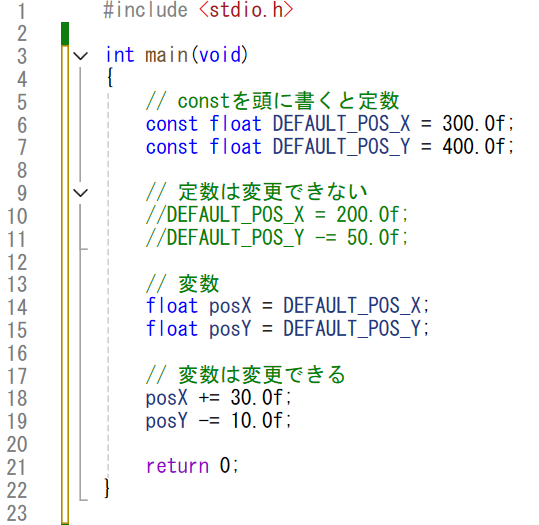 1 #include <stdio.h>
2
3 int main(void)
4 {
5 // constを頭に書くと定数
6 const float DEFAULT_POS_X = 300.0f;
7 const float DEFAULT_POS_Y = 400.0f;
8
9 // 定数は変更できない
10 //DEFAULT_POS_X = 200.0f;
11 //DEFAULT_POS_Y -= 50.0f;
12
13 // 変数
14 float posX = DEFAULT_POS_X;
15 float posY = DEFAULT_POS_Y;
16
17 // 変数は変更できる
18 posX += 30.0f;
19 posY -= 10.0f;
20
21 return 0;
22 }
23